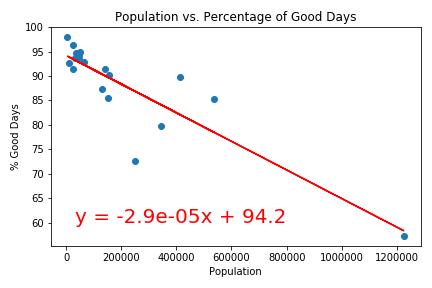 Population vs. Percentage of Good Days
100
95
90
85
80
75
70
65
60
% Good Days
y = -2.9e-05x + 94.2
0 200000 400000 600000 800000 1000000 1200000
Population